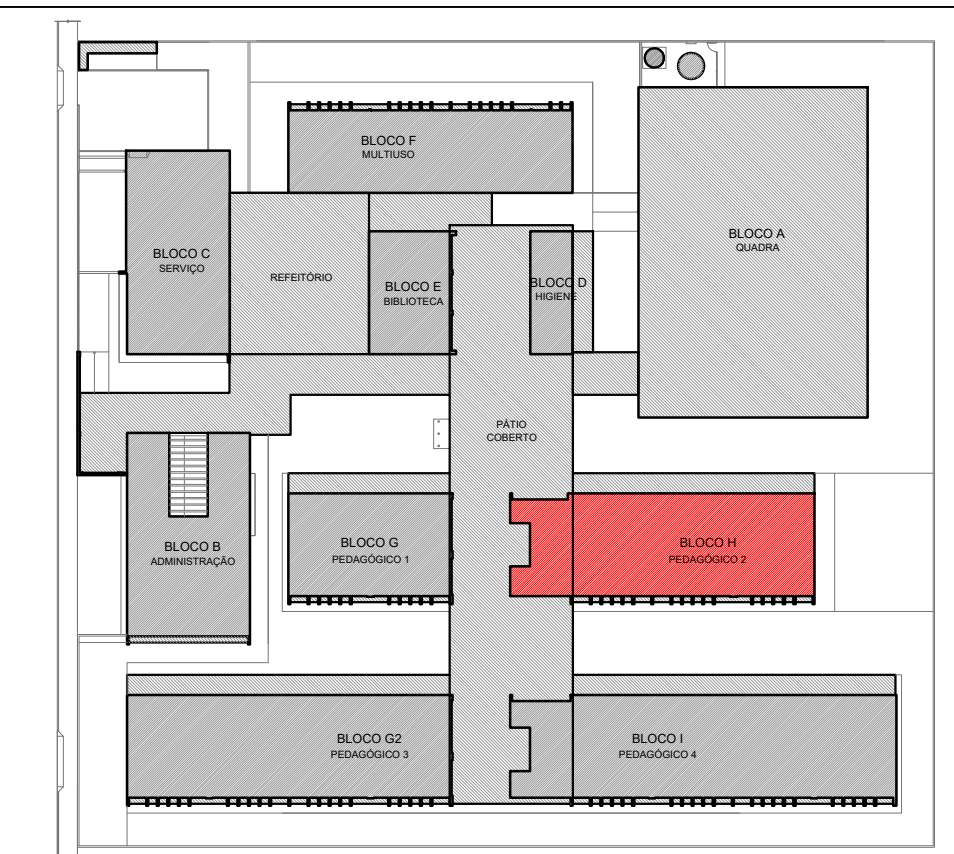 BLOCO F
MULTIUSO
BLOCO A
QUADRA
BLOCO C
SERVIÇO
REFEITÓRIO
BLOCO E
BIBLIOTECA
BLOCO D
HIGIENE
PÁTIO
COBERTO
BLOCO B
ADMINISTRAÇÃO
BLOCO G
PEDAGÓGICO 1
BLOCO H
PEDAGÓGICO 2
BLOCO G2
PEDAGÓGICO 3
BLOCO I
PEDAGÓGICO 4